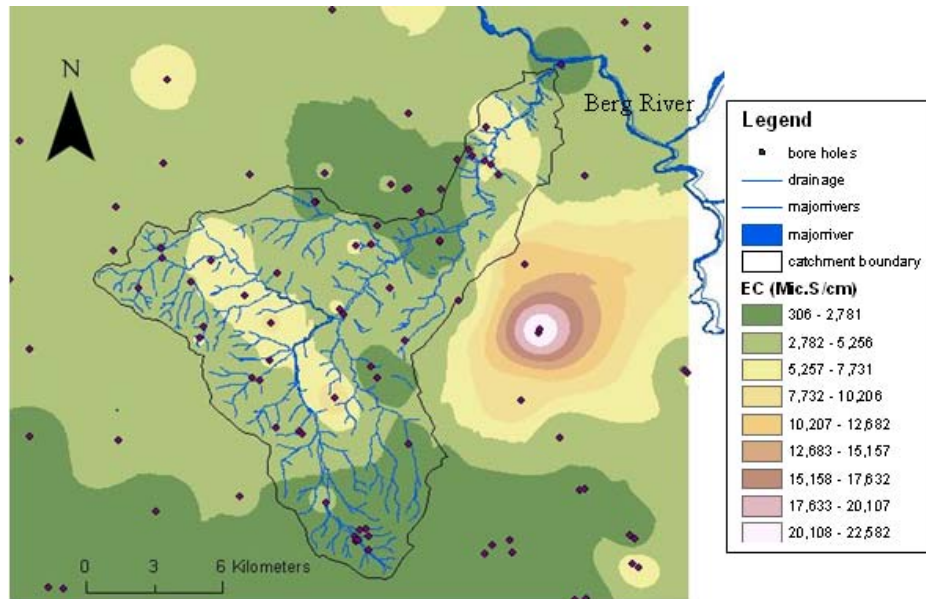 N
Berg River
0 3 6 Kilometers
Legend
bore holes
drainage
majorrivers
majorriver
catchment boundary
EC (Mic.S/cm)
306 - 2,781
2,782 - 5,256
5,257 - 7,731
7,732 - 10,206
10,207 - 12,682
12,683 - 15,157
15,158 - 17,632
17,633 - 20,107
20,108 - 22,582